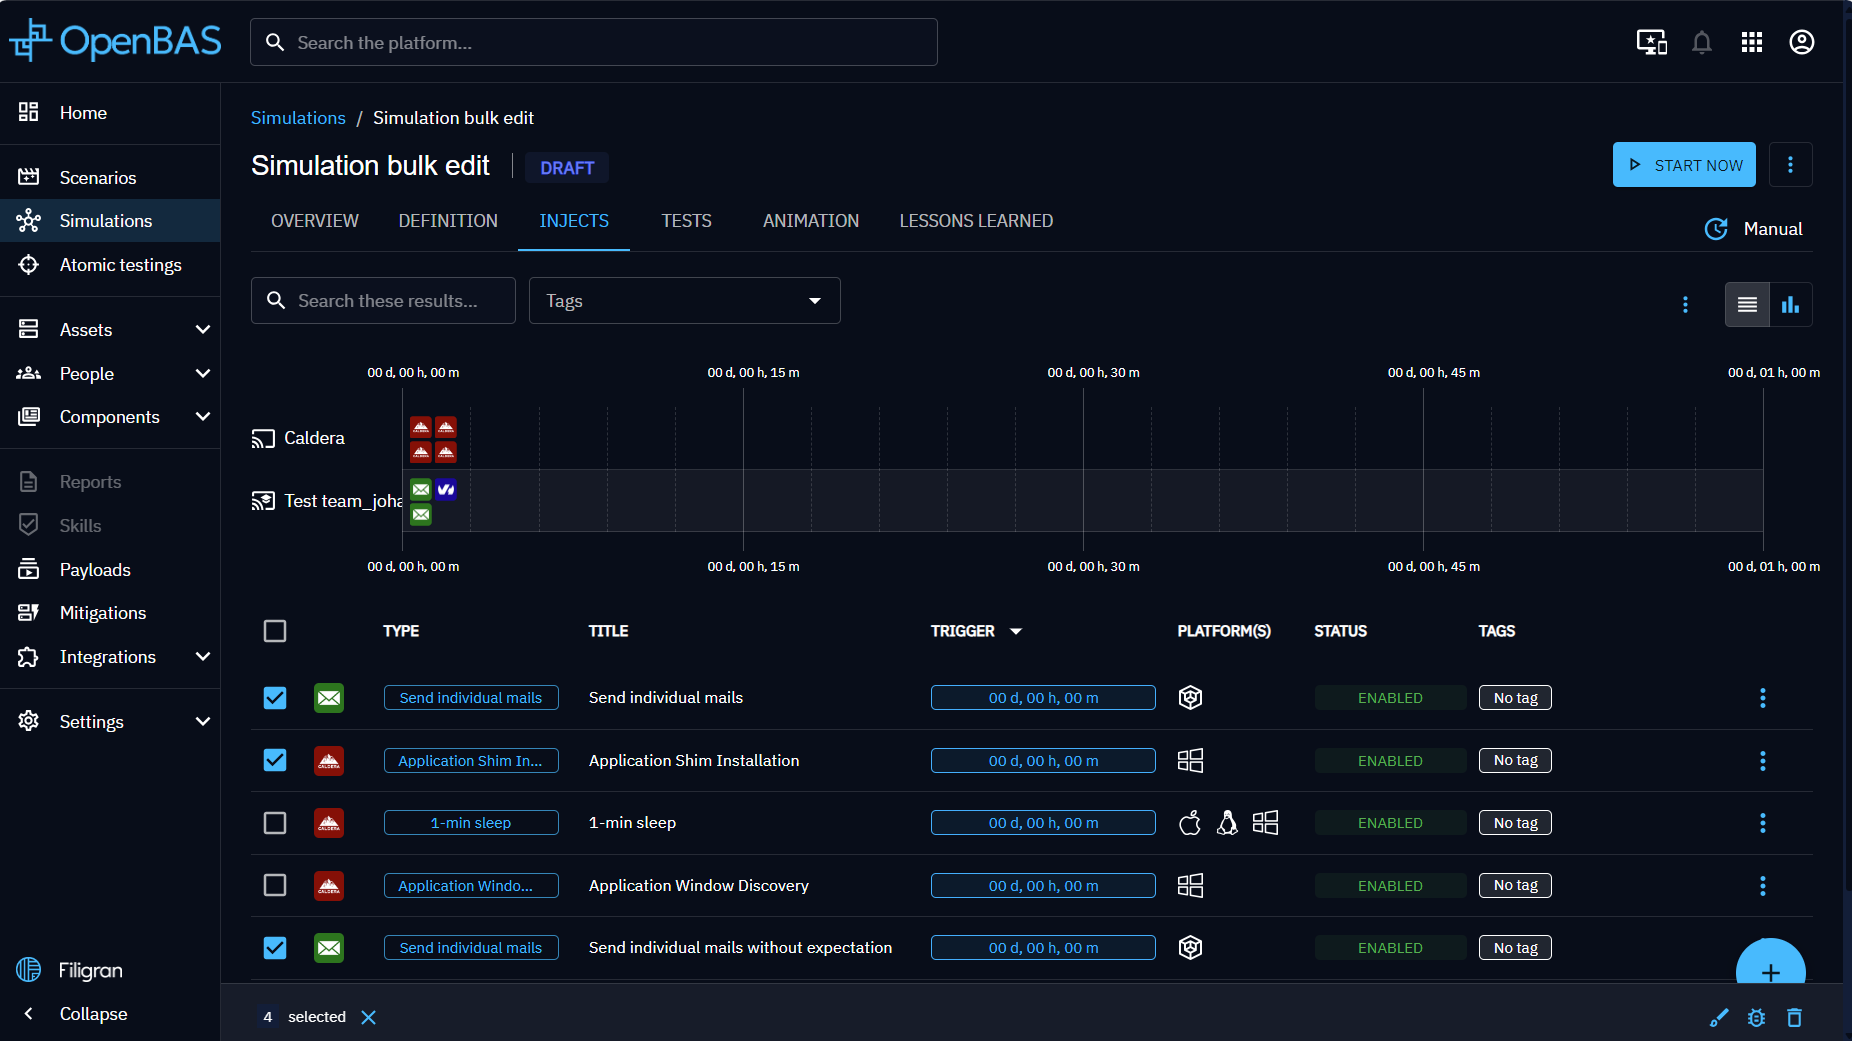 OpenBAS
Search the platform...
Home
Scenarios
Simulations
Atomic testings
Assets
People
Components
Reports
Skills
Payloads
Mitigations
Integrations
Settings
Filigran
Collapse
Simulations / Simulation bulk edit
Simulation bulk edit DRAFT
START NOW
OVERVIEW DEFINITION INJECTS TESTS ANIMATION LESSONS LEARNED
Manual
Search these results...
Tags
00 d, 00 h, 00 m 00 d, 00 h, 15 m 00 d, 00 h, 30 m 00 d, 00 h, 45 m 00 d, 01 h, 00 m
Caldera
Test team_joha
00 d, 00 h, 00 m 00 d, 00 h, 15 m 00 d, 00 h, 30 m 00 d, 00 h, 45 m 00 d, 01 h, 00 m
TYPE TITLE TRIGGER PLATFORM(S) STATUS TAGS
Send individual mails Send individual mails 00 d, 00 h, 00 m ENABLED No tag
CALDERA Application Shim In... Application Shim Installation 00 d, 00 h, 00 m ENABLED No tag
CALDERA 1-min sleep 1-min sleep 00 d, 00 h, 00 m ENABLED No tag
CALDERA Application Windo... Application Window Discovery 00 d, 00 h, 00 m ENABLED No tag
Send individual mails Send individual mails without expectation 00 d, 00 h, 00 m ENABLED No tag
4 selected